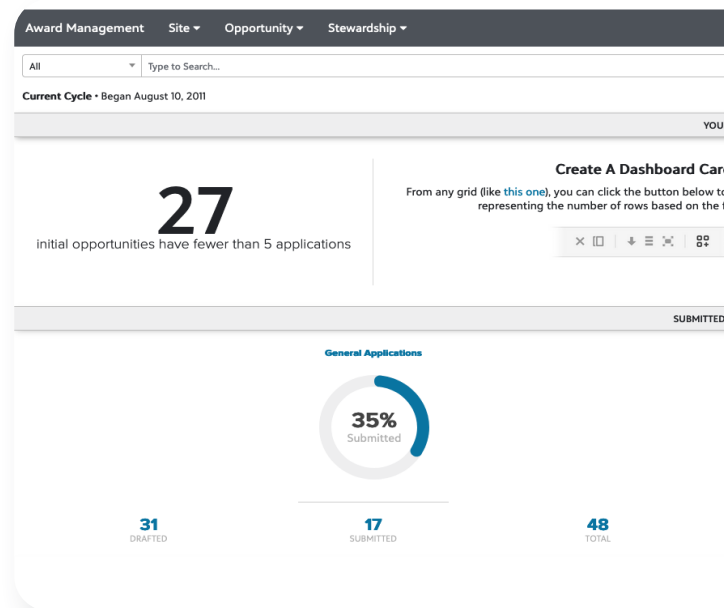 Award Management Site Opportunity Stewardship
All Type to Search...
Current Cycle • Began August 10, 2011
YOU
27
initial opportunities have fewer than 5 applications
Create A Dashboard Car
From any grid (like this one), you can click the button below to
representing the number of rows based on the f
SUBMITTED
General Applications
35%
Submitted
31 17 48
DRAFTED SUBMITTED TOTAL